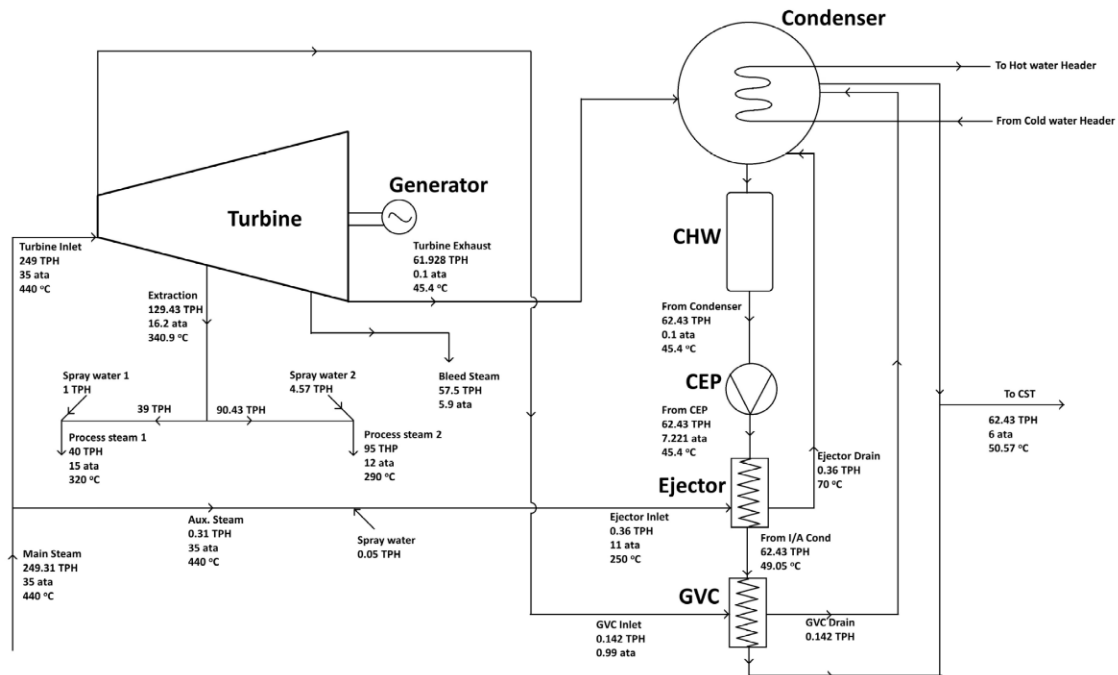 Condenser
To Hot water Header
From Cold water Header
Generator
Turbine
Turbine Inlet
249 TPH
35 ata
440 °C
Turbine Exhaust
61.928 TPH
0.1 ata
45.4 °C
CHW
Extraction
129.43 TPH
16.2 ata
340.9 °C
From Condenser
62.43 TPH
0.1 ata
45.4 °C
Spray water 1
1 TPH
Spray water 2
4.57 TPH
Bleed Steam
57.5 TPH
5.9 ata
CEP
39 TPH
90.43 TPH
From CEP
62.43 TPH
7.221 ata
45.4 °C
To CST
62.43 TPH
6 ata
50.57 °C
Process steam 1
40 TPH
15 ata
320 °C
Process steam 2
95 THP
12 ata
290 °C
Ejector Drain
0.36 TPH
70 °C
Ejector
Aux. Steam
0.31 TPH
35 ata
440 °C
Spray water
0.05 TPH
Ejector Inlet
0.36 TPH
11 ata
250 °C
From I/A Cond
62.43 TPH
49.05 °C
Main Steam
249.31 TPH
35 ata
440 °C
GVC
GVC Inlet
0.142 TPH
0.99 ata
GVC Drain
0.142 TPH